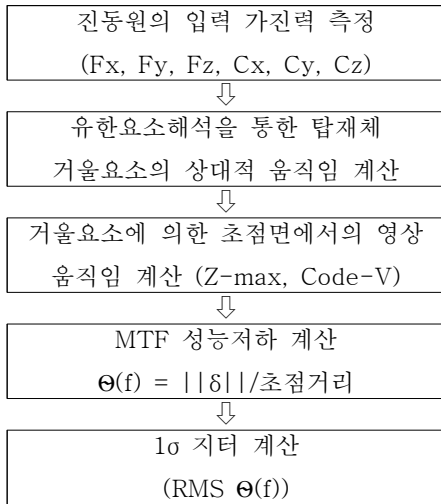 진동원의 입력 가진력 측정
(Fx, Fy, Fz, Cx, Cy, Cz)
유한요소해석을 통한 탑재체
거울요소의 상대적 움직임 계산
거울요소에 의한 초점면에서의 영상
움직임 계산 (Z-max, Code-V)
MTF 성능저하 계산
Θ(f) = ||δ||/초점거리
1σ 지터 계산
(RMS Θ(f))